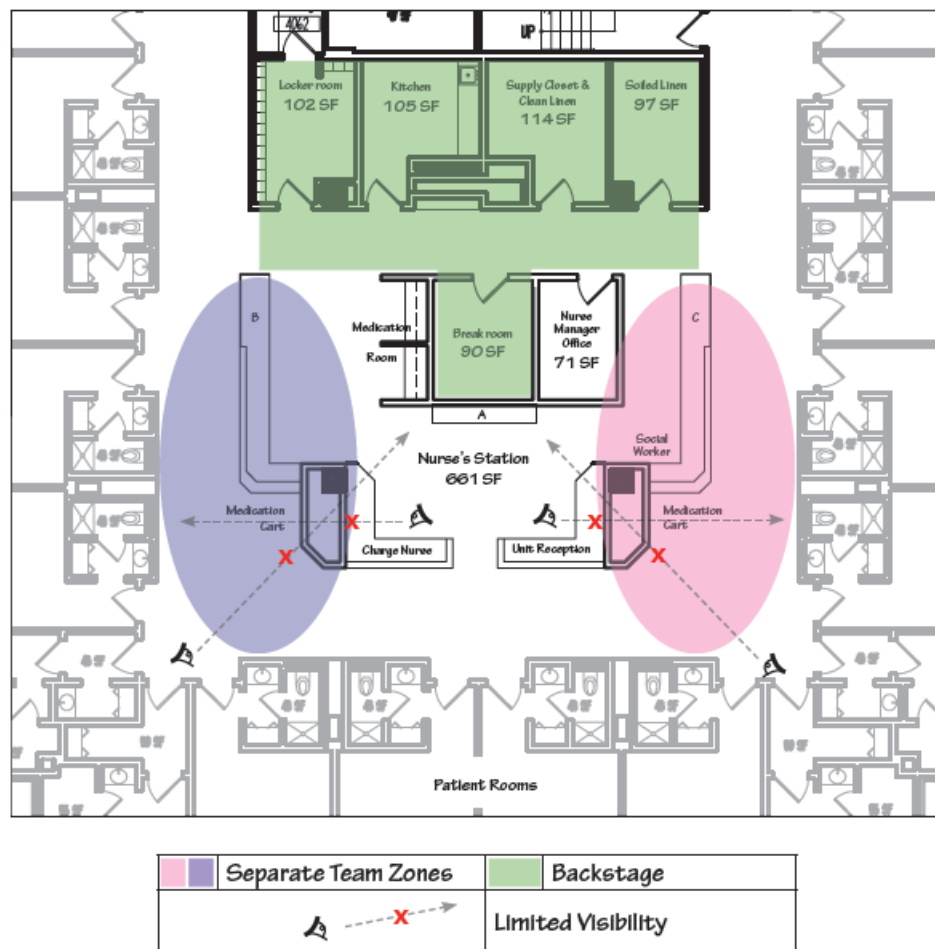 4062
UP
Locker room
102 SF
Kitchen
105 SF
Supply Closet &
Clean Linen
114 SF
Soiled Linen
97 SF
B
Medication
Room
Break room
90 SF
Nurse
Manager
Office
71 SF
C
A
Nurse's Station
661 SF
Social
Worker
Medication
Cart
X
X
Charge Nurse
X
Unit Reception
X
Medication
Cart
Patient Rooms
Separate Team Zones
Backstage
X
Limited Visibility